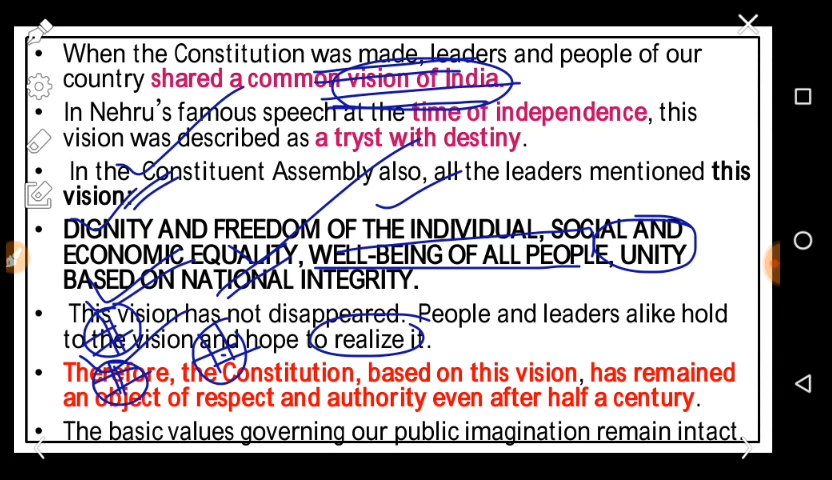 • When the Constitution was made, leaders and people of our
country shared a common vision of India.
• In Nehru's famous speech at the time of independence, this
vision was described as a tryst with destiny.
• In the Constituent Assembly also, all the leaders mentioned this
vision:
• DIGNITY AND FREEDOM OF THE INDIVIDUAL, SOCIAL AND
ECONOMIC EQUALITY, WELL-BEING OF ALL PEOPLE, UNITY
BASED ON NATIONAL INTEGRITY.
• This vision has not disappeared. People and leaders alike hold
to the vision and hope to realize it.
• Therefore, the Constitution, based on this vision, has remained
an object of respect and authority even after half a century.
• The basic values governing our public imagination remain intact.